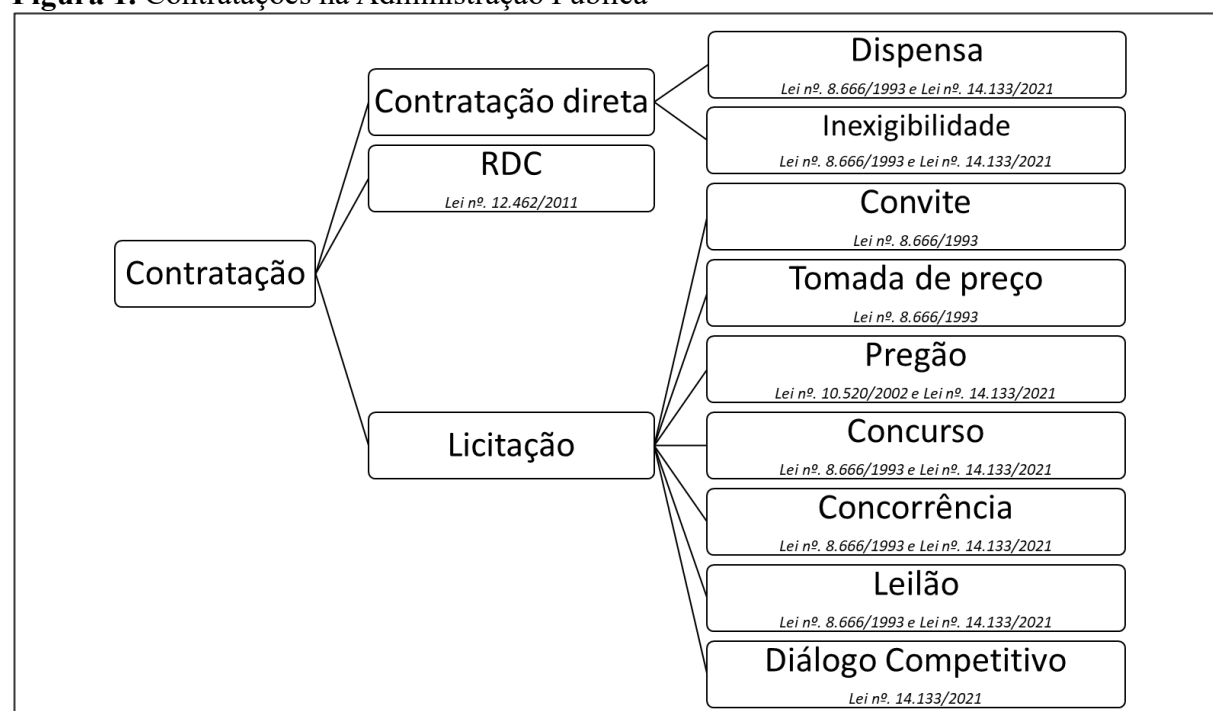 Figura 1. Contratações na Administração Pública
Contratação
Contratação direta
RDC
Lei nº. 12.462/2011
Licitação
Dispensa
Lei nº. 8.666/1993 e Lei nº. 14.133/2021
Inexigibilidade
Lei nº. 8.666/1993 e Lei nº. 14.133/2021
Convite
Lei nº. 8.666/1993
Tomada de preço
Lei nº. 8.666/1993
Pregão
Lei nº. 10.520/2002 e Lei nº. 14.133/2021
Concurso
Lei nº. 8.666/1993 e Lei nº. 14.133/2021
Concorrência
Lei nº. 8.666/1993 e Lei nº. 14.133/2021
Leilão
Lei nº. 8.666/1993 e Lei nº. 14.133/2021
Diálogo Competitivo
Lei nº. 14.133/2021